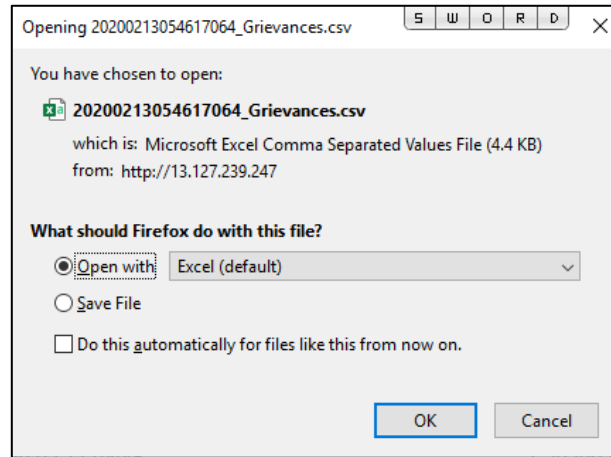 Opening 20200213054617064_Grievances.csv
S W O R D
You have chosen to open:
20200213054617064_Grievances.csv
which is: Microsoft Excel Comma Separated Values File (4.4 KB)
from: http://13.127.239.247
What should Firefox do with this file?
Open with Excel (default)
Save File
Do this automatically for files like this from now on.
OK Cancel